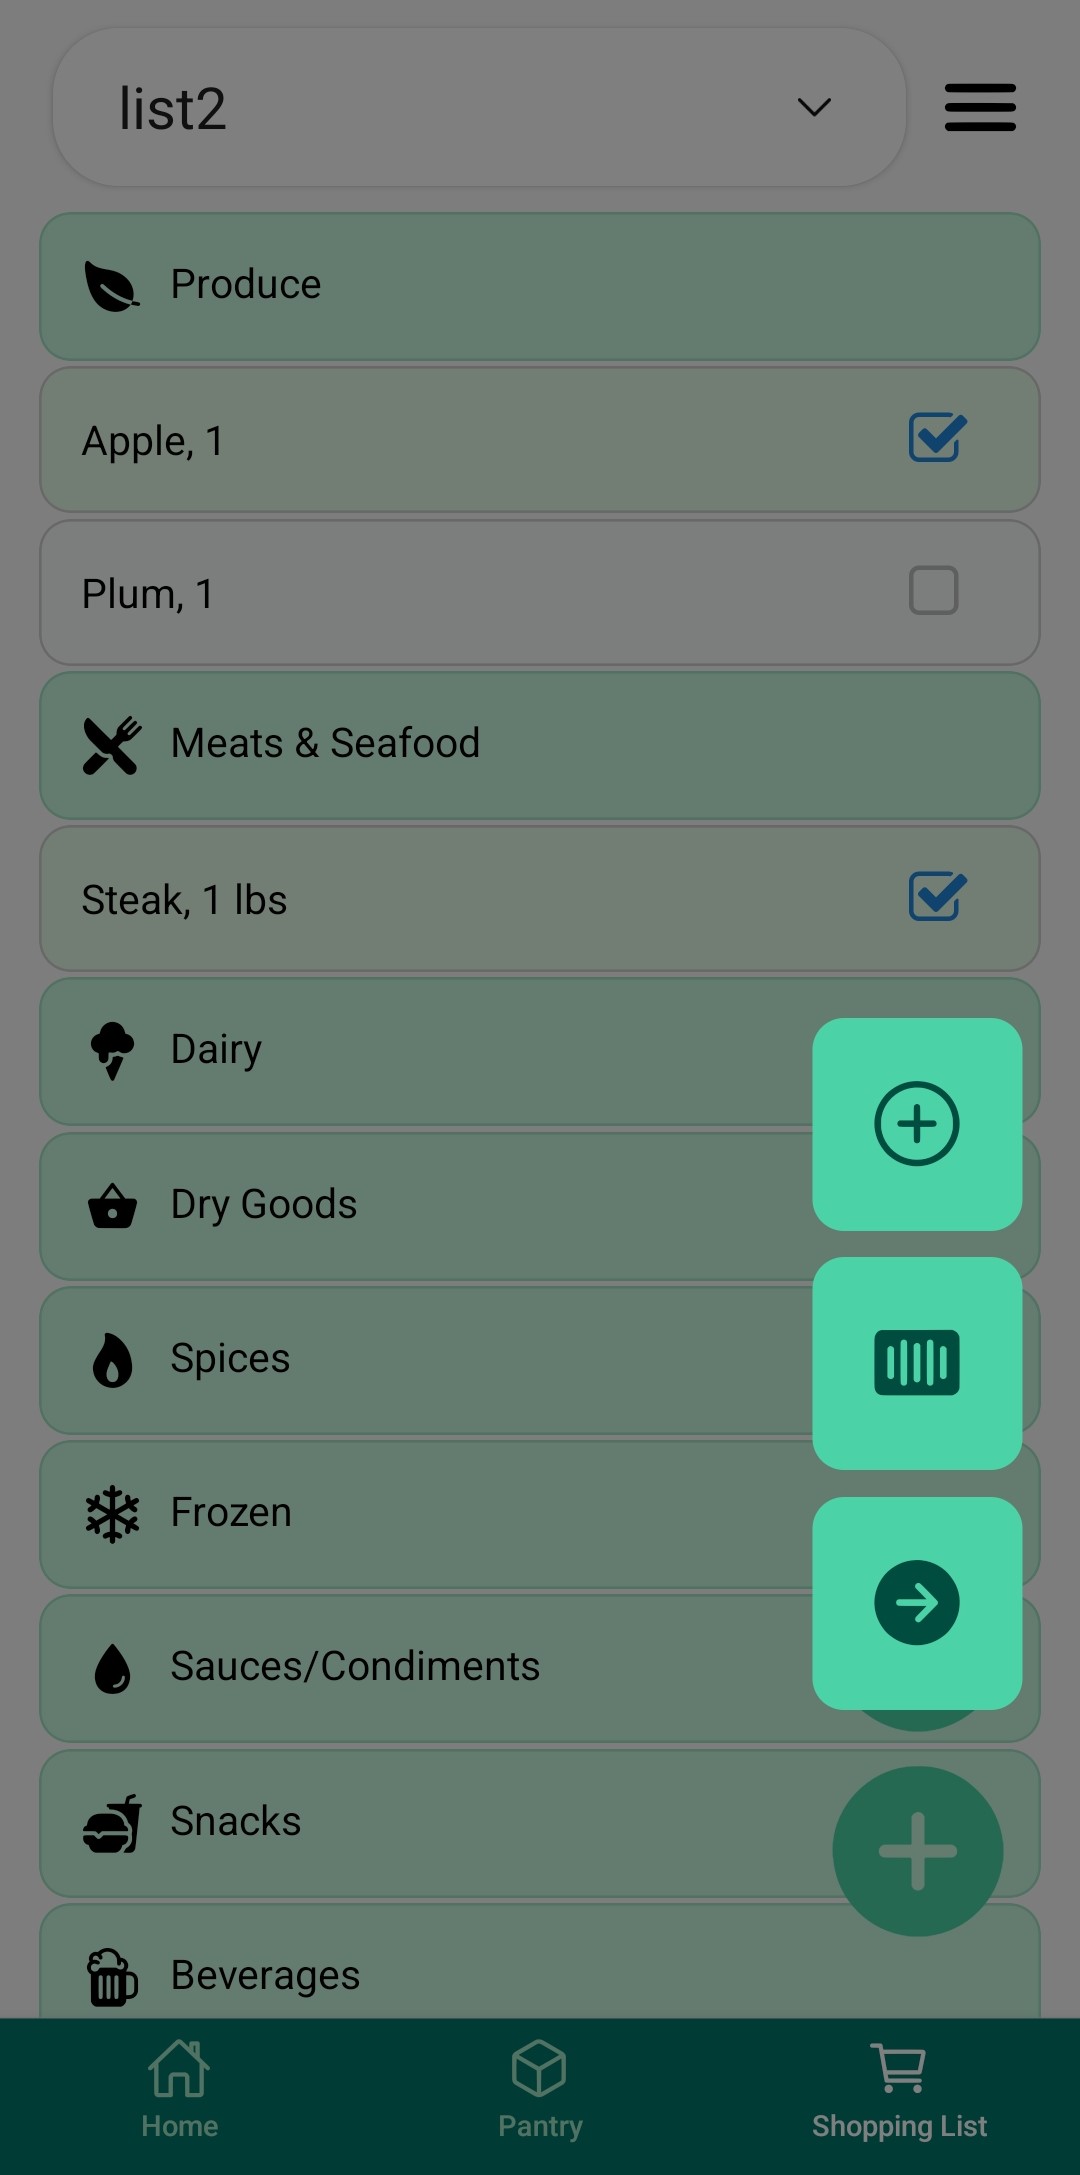 list2
Produce
Apple, 1
Plum, 1
Meats & Seafood
Steak, 1 lbs
Dairy
Dry Goods
Spices
Frozen
Sauces/Condiments
Snacks
Beverages
Home
Pantry
Shopping List